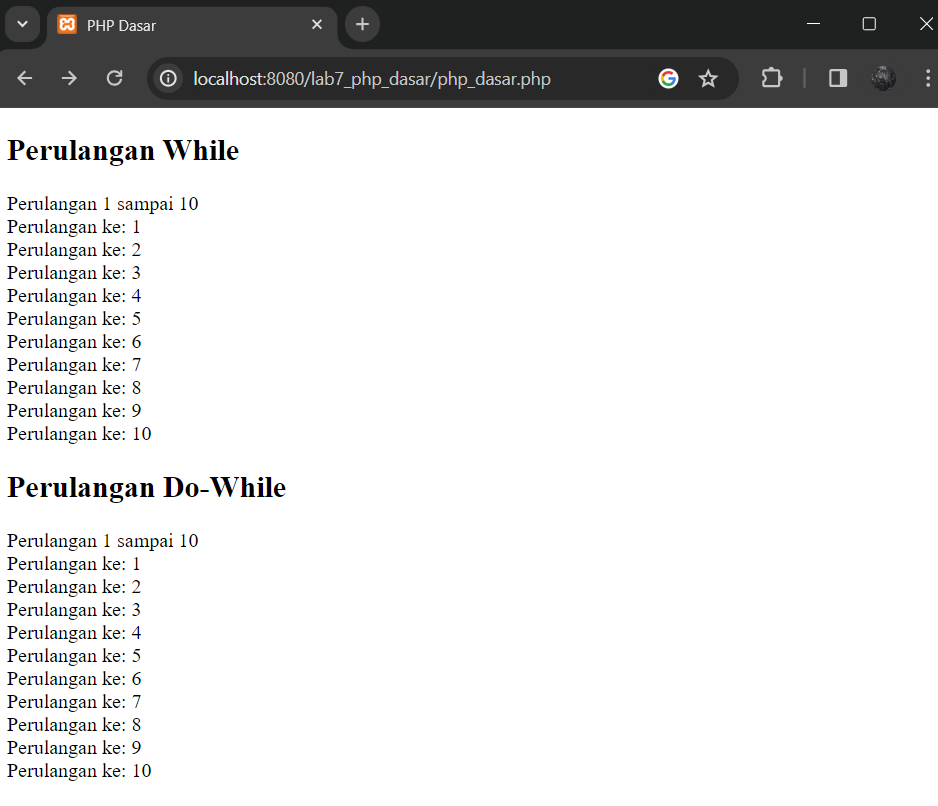 PHP Dasar
localhost:8080/lab7_php_dasar/php_dasar.php
Perulangan While
Perulangan 1 sampai 10
Perulangan ke: 1
Perulangan ke: 2
Perulangan ke: 3
Perulangan ke: 4
Perulangan ke: 5
Perulangan ke: 6
Perulangan ke: 7
Perulangan ke: 8
Perulangan ke: 9
Perulangan ke: 10
Perulangan Do-While
Perulangan 1 sampai 10
Perulangan ke: 1
Perulangan ke: 2
Perulangan ke: 3
Perulangan ke: 4
Perulangan ke: 5
Perulangan ke: 6
Perulangan ke: 7
Perulangan ke: 8
Perulangan ke: 9
Perulangan ke: 10